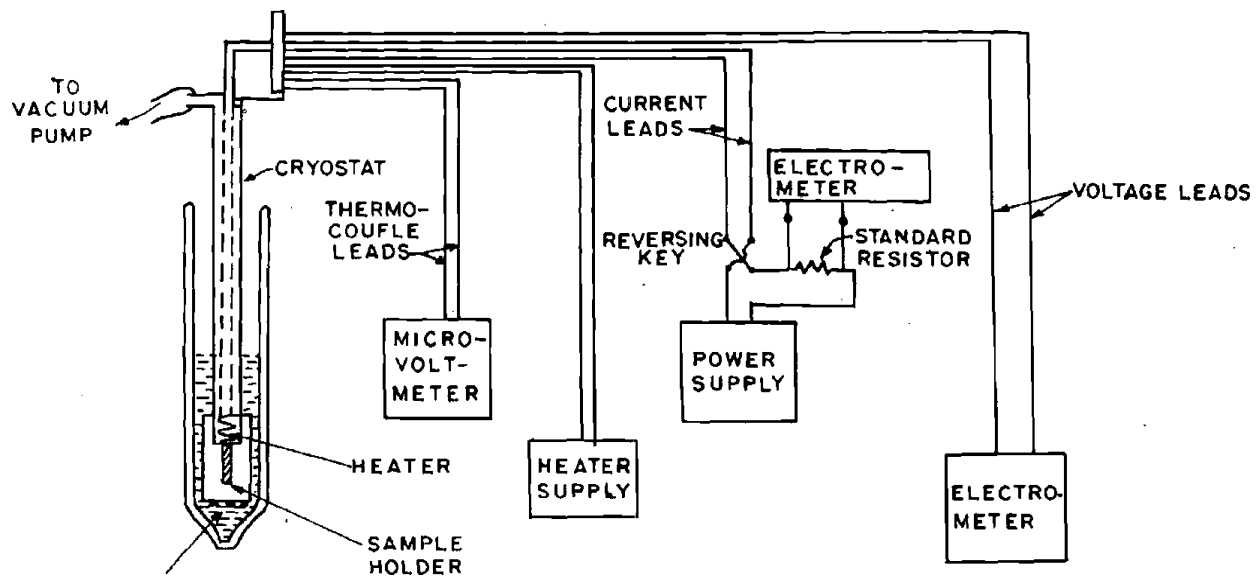 TO
VACUUM
PUMP
CRYOSTAT
THERMO-
COUFLE
LEADS
CURRENT
LEADS
ELECTRO-
METER
REVERSING
KEY
STANDARD
RESISTOR
VOLTAGE LEADS
MICRO-
VOLT-
METER
POWER
SUPPLY
HEATER
HEATER
SUPPLY
ELECTRO-
METER
SAMPLE
HOLDER